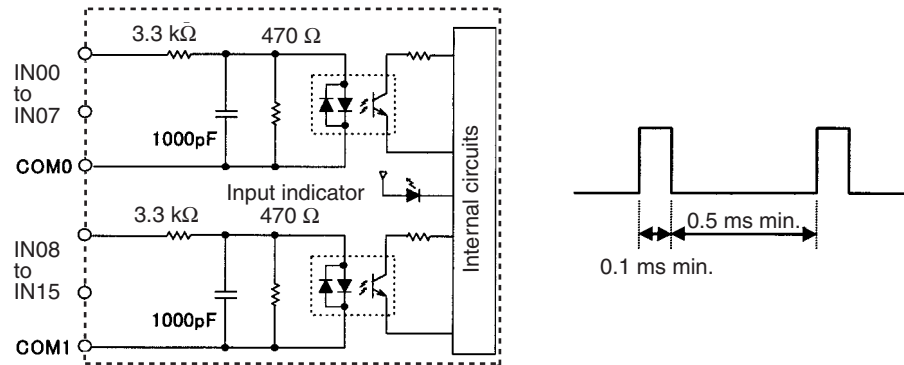 3.3 kΩ
470 Ω
IN00
to
IN07
1000pF
COM0
Input indicator
Internal circuits
3.3 kΩ
470 Ω
IN08
to
IN15
1000pF
COM1
0.5 ms min.
0.1 ms min.